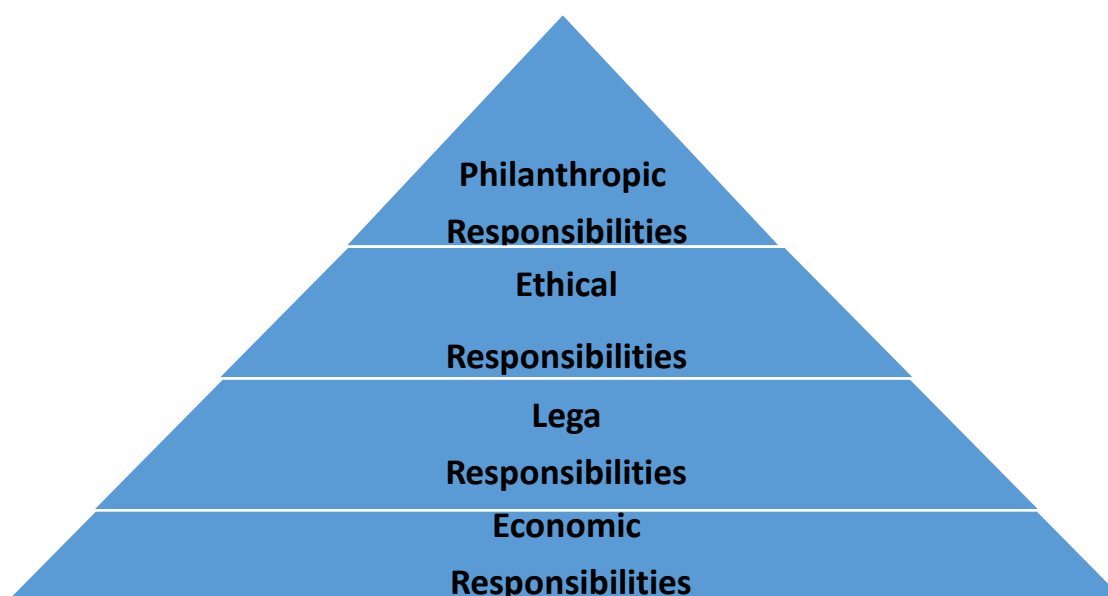 Philanthropic
Responsibilities
Ethical
Responsibilities
Lega
Responsibilities
Economic
Responsibilities